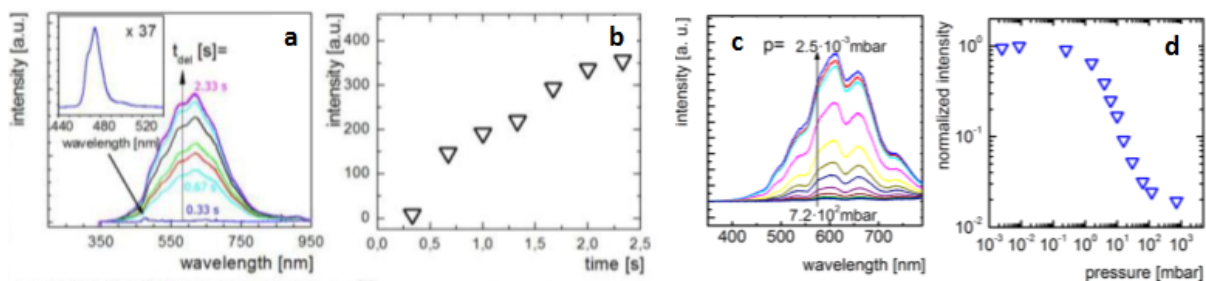 a
x 37
t_del [s]=
2.33 s
0.67 s
0.33 s
440 480 520
wavelength [nm]
intensity [a.u.]
350 450 550 650 750 850 950
wavelength [nm]
b
intensity [a.u.]
400
300
200
100
0
0,0 0,5 1,0 1,5 2,0 2,5
time [s]
c
p= 2.5·10⁻³mbar
7.2·10²mbar
intensity [a. u.]
400 500 600 700
wavelength [nm]
d
normalized intensity
10⁰
10⁻¹
10⁻²
10⁻³ 10⁻² 10⁻¹ 10⁰ 10¹ 10² 10³
pressure [mbar]